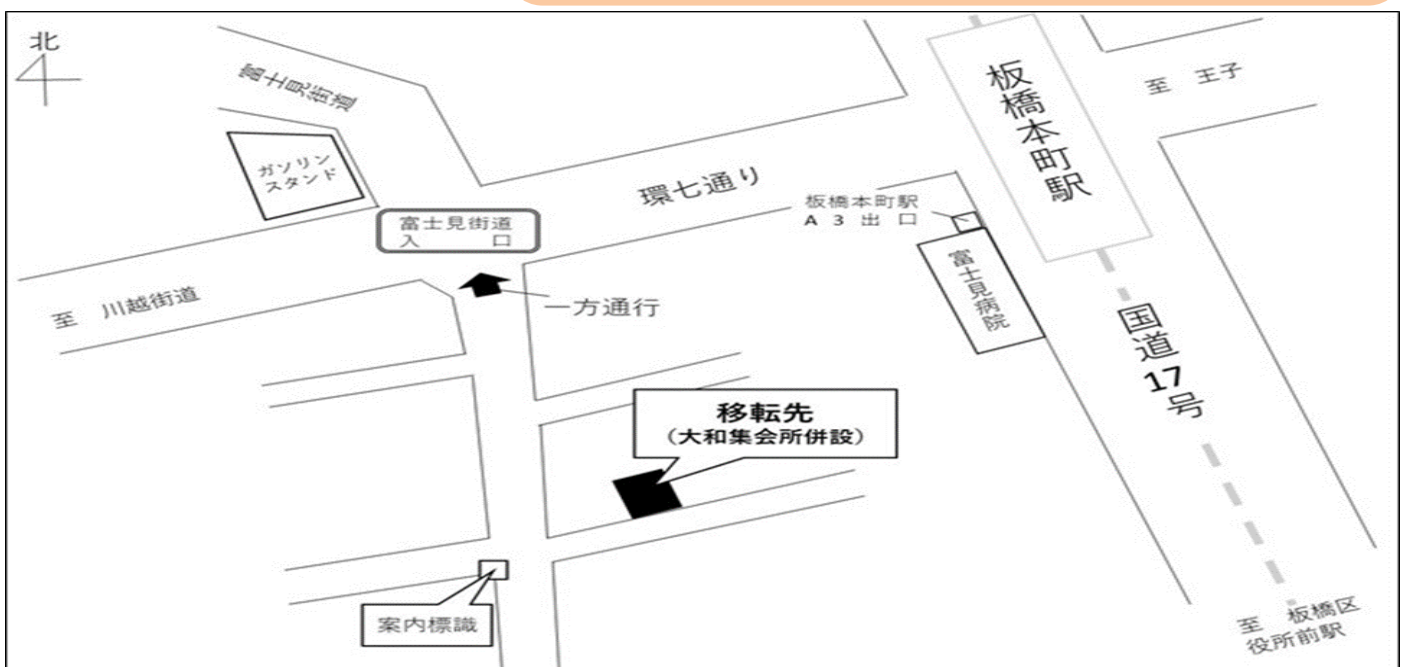 北
富士見街道
ガソリン
スタンド
富士見街道
入口
環七通り
板橋本町駅
A3出口
板橋本町駅
至 王子
富士見病院
至 川越街道
一方通行
国道17号
移転先
（大和集会所併設）
案内標識
至 板橋区
役所前駅